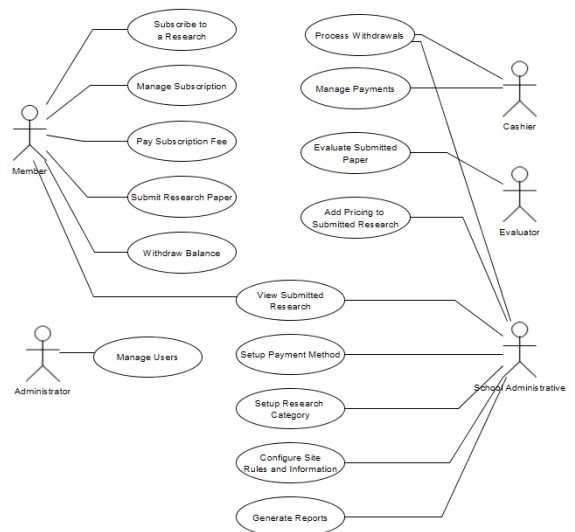 Subscribe to
a Research
Process Withdrawals
Manage Subscription
Manage Payments
Cashier
Member
Pay Subscription Fee
Evaluate Submitted
Paper
Submit Research Paper
Add Pricing to
Submitted Research
Evaluator
Withdraw Balance
View Submitted
Research
Manage Users
Setup Payment Method
Administrator
School Administrative
Setup Research
Category
Configure Site
Rules and Information
Generate Reports